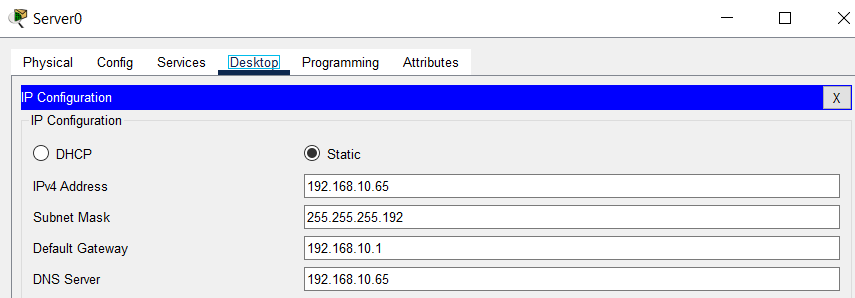 Server0
Physical Config Services Desktop Programming Attributes
IP Configuration X
IP Configuration
DHCP Static
IPv4 Address 192.168.10.65
Subnet Mask 255.255.255.192
Default Gateway 192.168.10.1
DNS Server 192.168.10.65